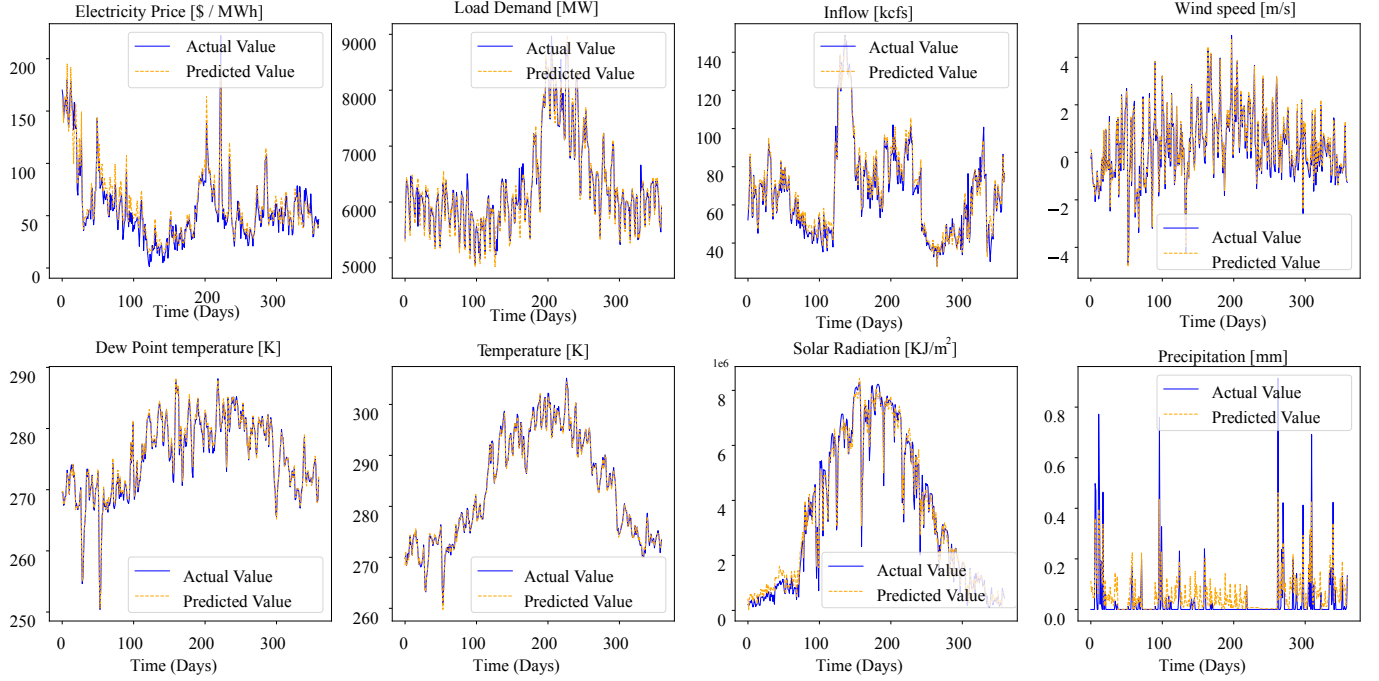 Electricity Price [$ / MWh]
200
150
100
50
0
0
100
200
300
Time (Days)
Actual Value
Predicted Value
Load Demand [MW]
9000
8000
7000
6000
5000
0
100
200
300
Time (Days)
Actual Value
Predicted Value
Inflow [kcfs]
140
120
100
80
60
40
0
100
200
300
Time (Days)
Actual Value
Predicted Value
Wind speed [m/s]
4
2
0
−2
−4
0
100
200
300
Time (Days)
Actual Value
Predicted Value
Dew Point temperature [K]
290
280
270
260
250
0
100
200
300
Time (Days)
Actual Value
Predicted Value
Temperature [K]
300
290
280
270
260
0
100
200
300
Time (Days)
Actual Value
Predicted Value
Solar Radiation [KJ/m²]
1e6
8
6
4
2
0
0
100
200
300
Time (Days)
Actual Value
Predicted Value
Precipitation [mm]
0.8
0.6
0.4
0.2
0.0
0
100
200
300
Time (Days)
Actual Value
Predicted Value